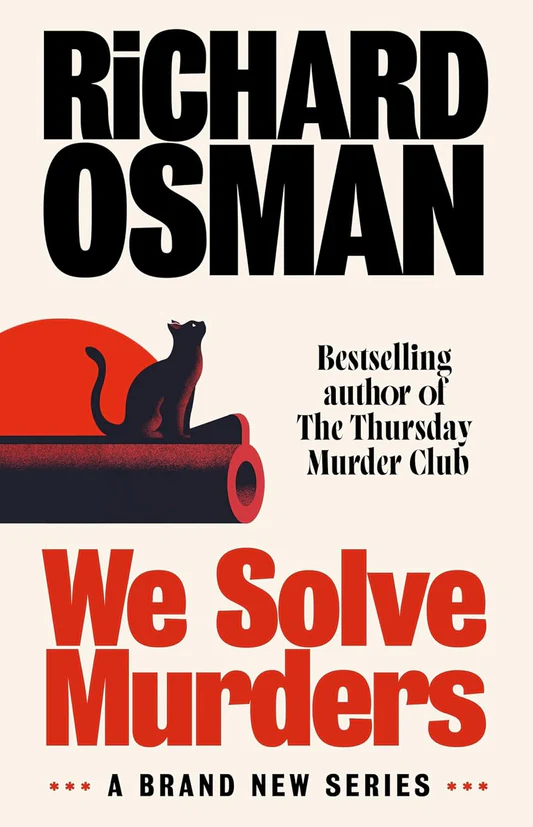 RiCHARD
OSMAN
Bestselling
author of
The Thursday
Murder Club
We Solve
Murders
*** A BRAND NEW SERIES ***